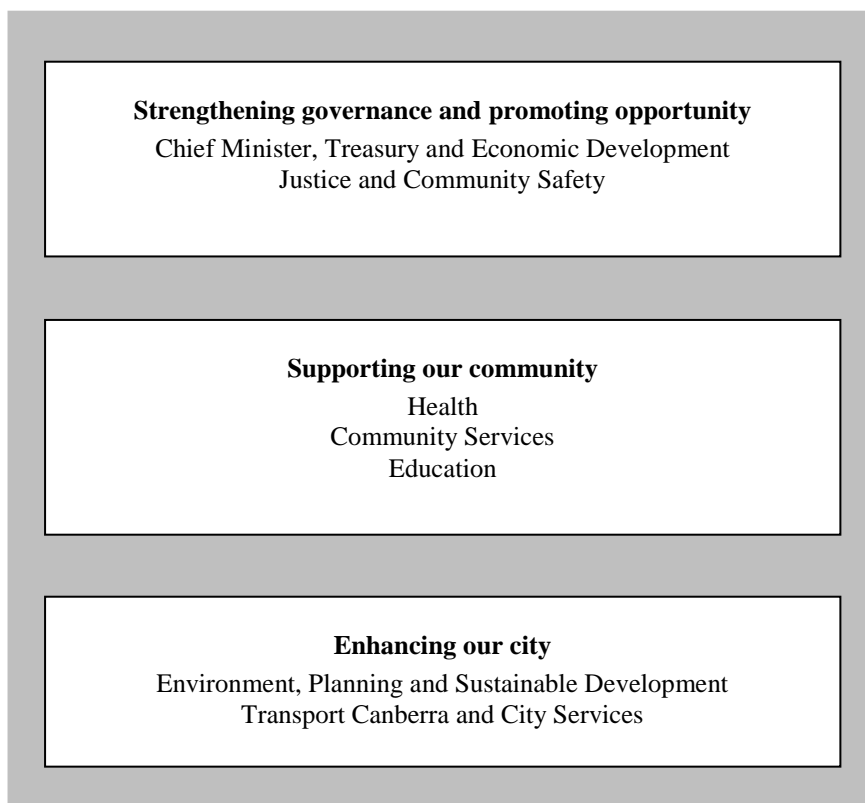 Strengthening governance and promoting opportunity
Chief Minister, Treasury and Economic Development
Justice and Community Safety
Supporting our community
Health
Community Services
Education
Enhancing our city
Environment, Planning and Sustainable Development
Transport Canberra and City Services